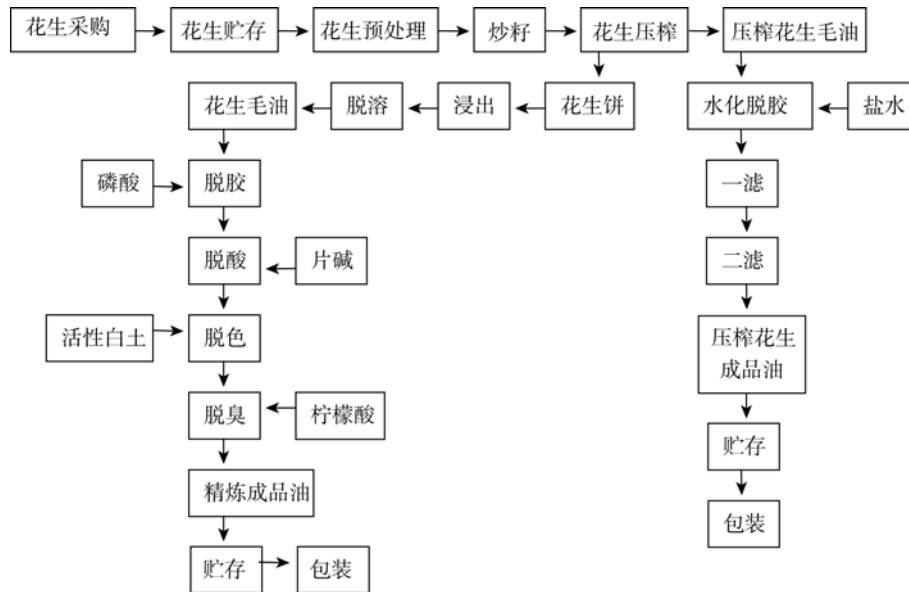 花生采购
花生贮存
花生预处理
炒籽
花生压榨
压榨花生毛油
花生毛油
脱溶
浸出
花生饼
水化脱胶
盐水
磷酸
脱胶
一滤
脱酸
片碱
二滤
活性白土
脱色
压榨花生
成品油
脱臭
柠檬酸
贮存
精炼成品油
包装
贮存
包装